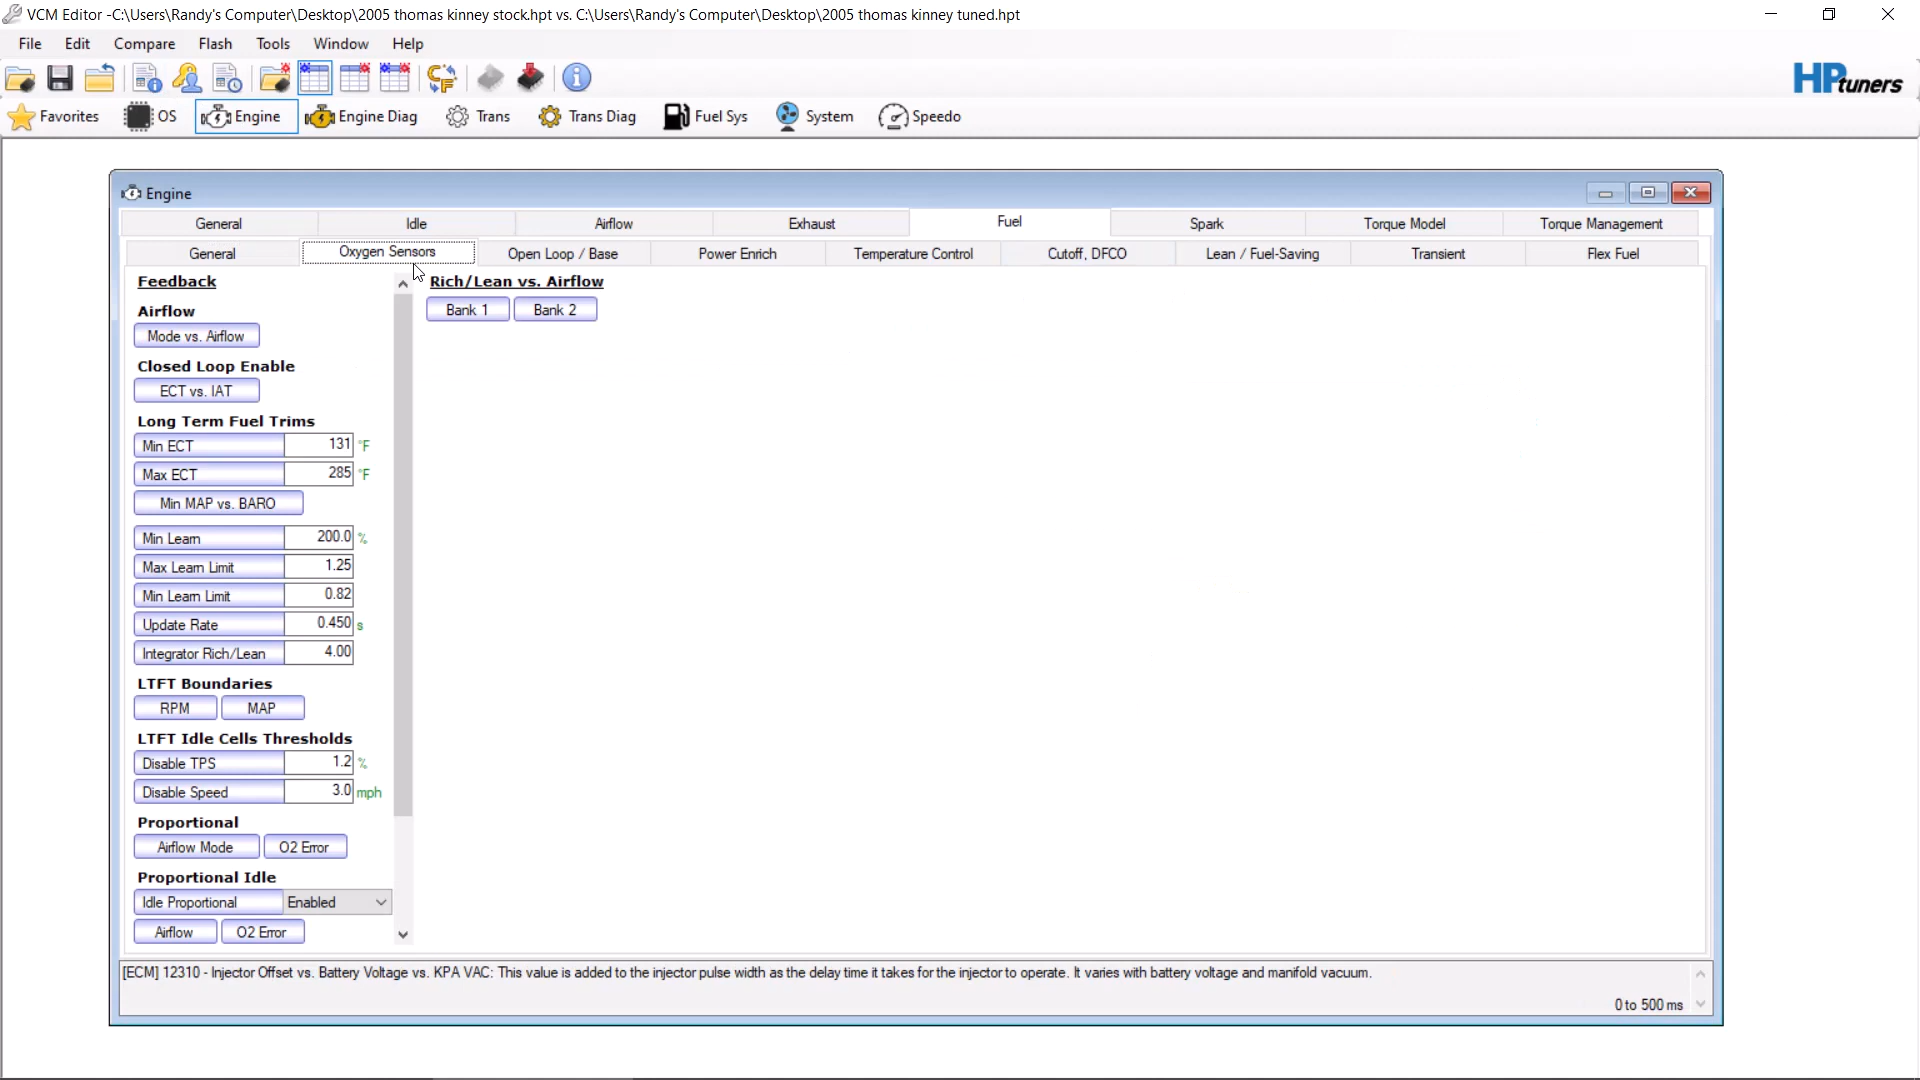 VCM Editor -C:\Users\Randy's Computer\Desktop\2005 thomas kinney stock.hpt vs. C:\Users\Randy's Computer\Desktop\2005 thomas kinney tuned.hpt
File Edit Compare Flash Tools Window Help
HPtuners
Favorites OS Engine Engine Diag Trans Trans Diag Fuel Sys System Speedo
Engine
General Idle Airflow Exhaust Fuel Spark Torque Model Torque Management
General Oxygen Sensors Open Loop / Base Power Enrich Temperature Control Cutoff, DFCO Lean / Fuel-Saving Transient Flex Fuel
Feedback
Airflow
Mode vs. Airflow
Closed Loop Enable
ECT vs. IAT
Long Term Fuel Trims
Min ECT 131 °F
Max ECT 285 °F
Min MAP vs. BARO
Min Learn 200.0 %
Max Learn Limit 1.25
Min Learn Limit 0.82
Update Rate 0.450 s
Integrator Rich/Lean 4.00
LTFT Boundaries
RPM MAP
LTFT Idle Cells Thresholds
Disable TPS 1.2 %
Disable Speed 3.0 mph
Proportional
Airflow Mode O2 Error
Proportional Idle
Idle Proportional Enabled
Airflow O2 Error
Rich/Lean vs. Airflow
Bank 1 Bank 2
[ECM] 12310 - Injector Offset vs. Battery Voltage vs. KPA VAC: This value is added to the injector pulse width as the delay time it takes for the injector to operate. It varies with battery voltage and manifold vacuum.
0 to 500 ms